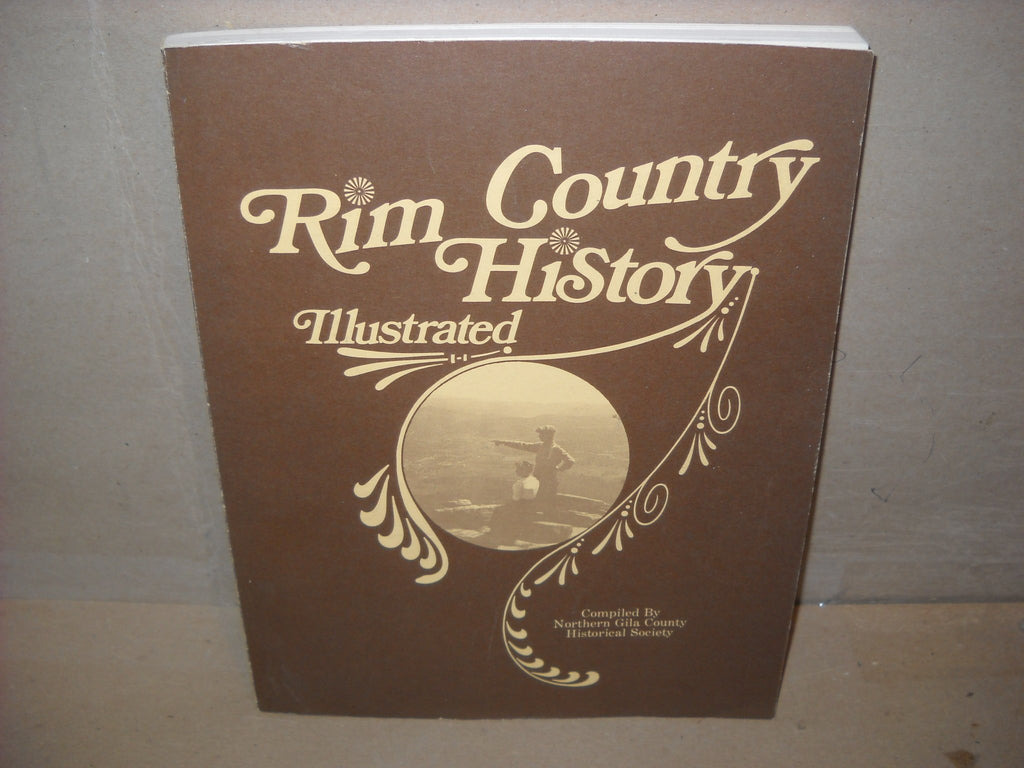 Rim Country
History
Illustrated
Compiled By
Northern Gila County
Historical Society